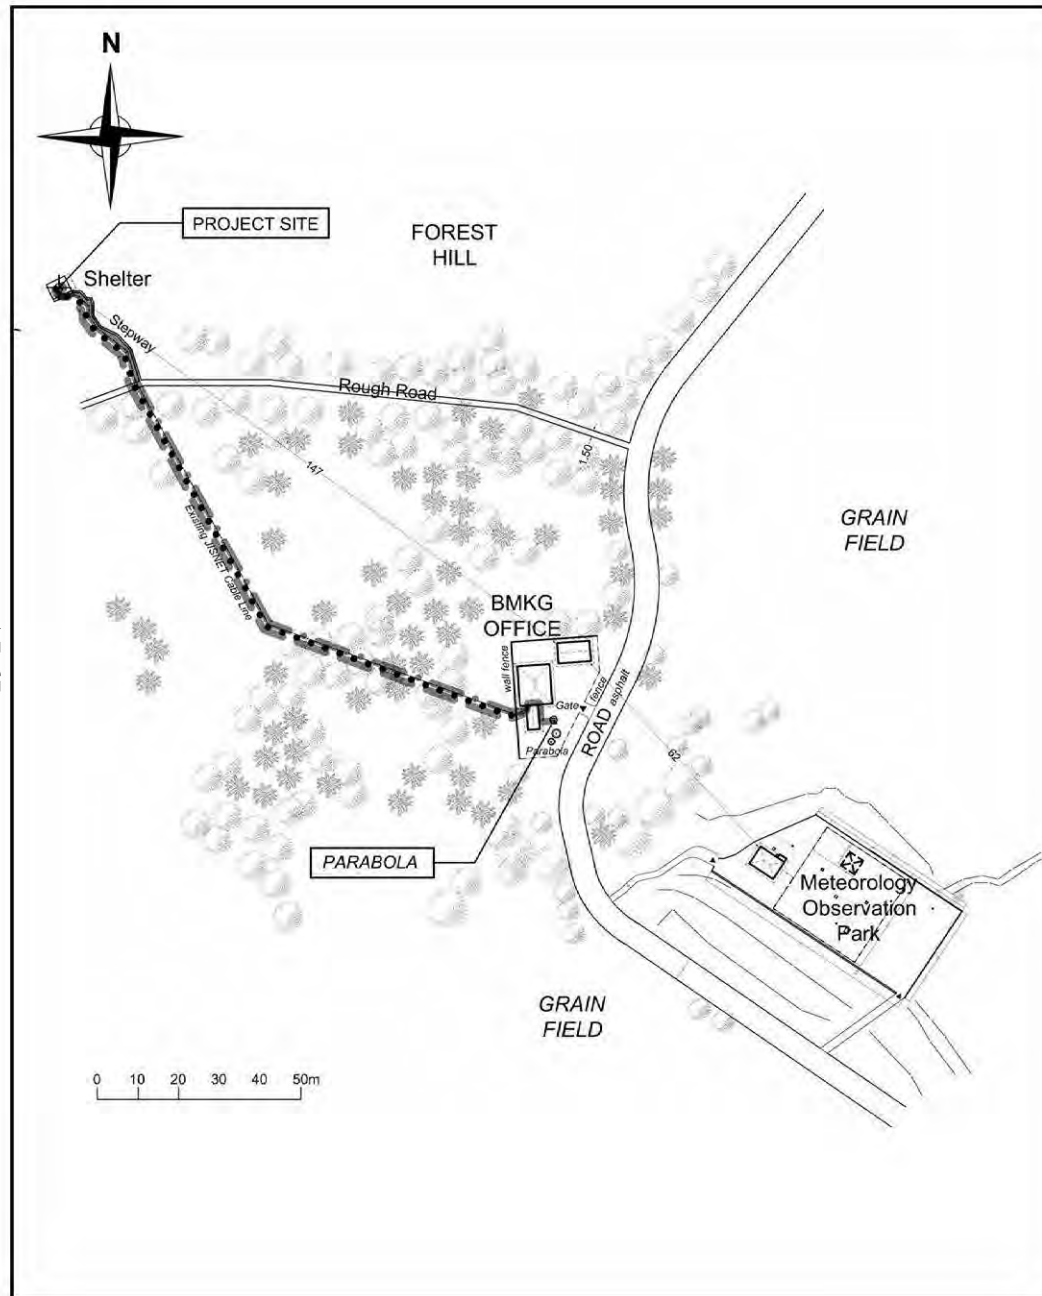 N
PROJECT SITE
FOREST
HILL
Shelter
Stepway
Rough Road
1.50
147
GRAIN
FIELD
Existing JISNET Cable Line
BMKG
OFFICE
wall fence
Gate
fence
ROAD asphalt
Parabola
62
PARABOLA
Meteorology
Observation
Park
GRAIN
FIELD
0 10 20 30 40 50m